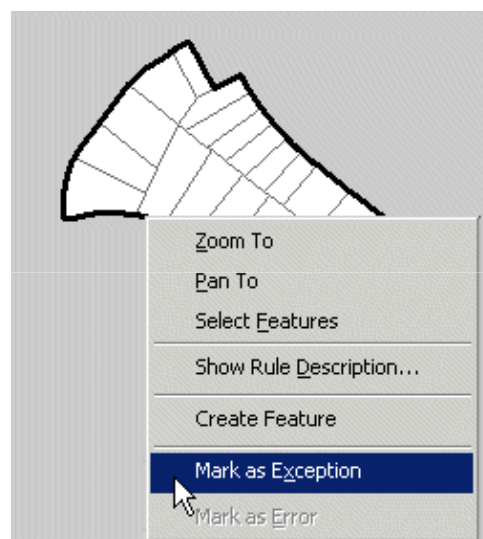 Zoom To
Pan To
Select Features
Show Rule Description...
Create Feature
Mark as Exception
Mark as Error